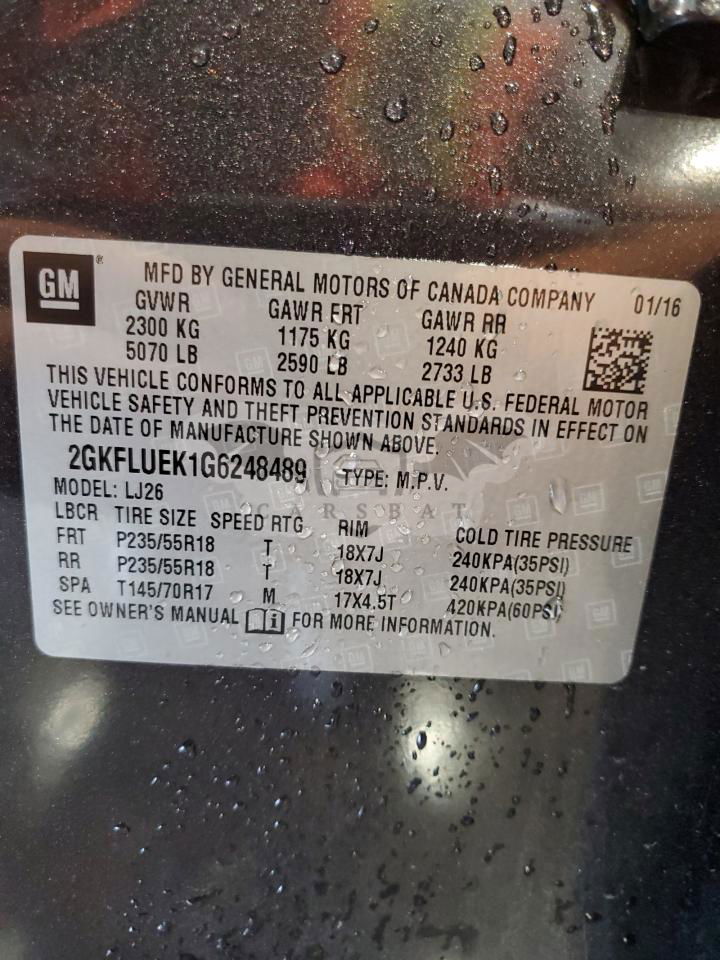 GM ® MFD BY GENERAL MOTORS OF CANADA COMPANY 01/16
GVWR GAWR FRT GAWR RR
2300 KG 1175 KG 1240 KG
5070 LB 2590 LB 2733 LB
THIS VEHICLE CONFORMS TO ALL APPLICABLE U.S. FEDERAL MOTOR
VEHICLE SAFETY AND THEFT PREVENTION STANDARDS IN EFFECT ON
THE DATE OF MANUFACTURE SHOWN ABOVE.
2GKFLUEK1G6248489 TYPE: M.P.V.
MODEL: LJ26
CARSBAT
LBCR TIRE SIZE SPEED RTG RIM COLD TIRE PRESSURE
FRT P235/55R18 T 18X7J 240KPA(35PSI)
RR P235/55R18 T 18X7J 240KPA(35PSI)
SPA T145/70R17 M 17X4.5T 420KPA(60PSI)
SEE OWNER'S MANUAL i FOR MORE INFORMATION.